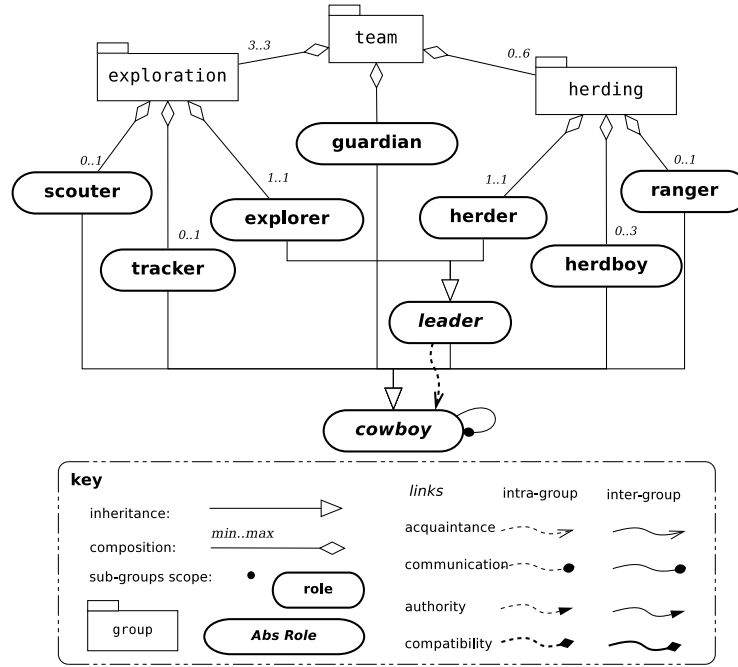 team
3..3
0..6
exploration
herding
guardian
0..1
0..1
scouter
1..1
1..1
ranger
explorer
herder
0..1
0..3
tracker
herdboy
leader
cowboy
key
links intra-group inter-group
inheritance:
acquaintance
composition: min..max
communication
sub-groups scope:
role
authority
group
Abs Role
compatibility